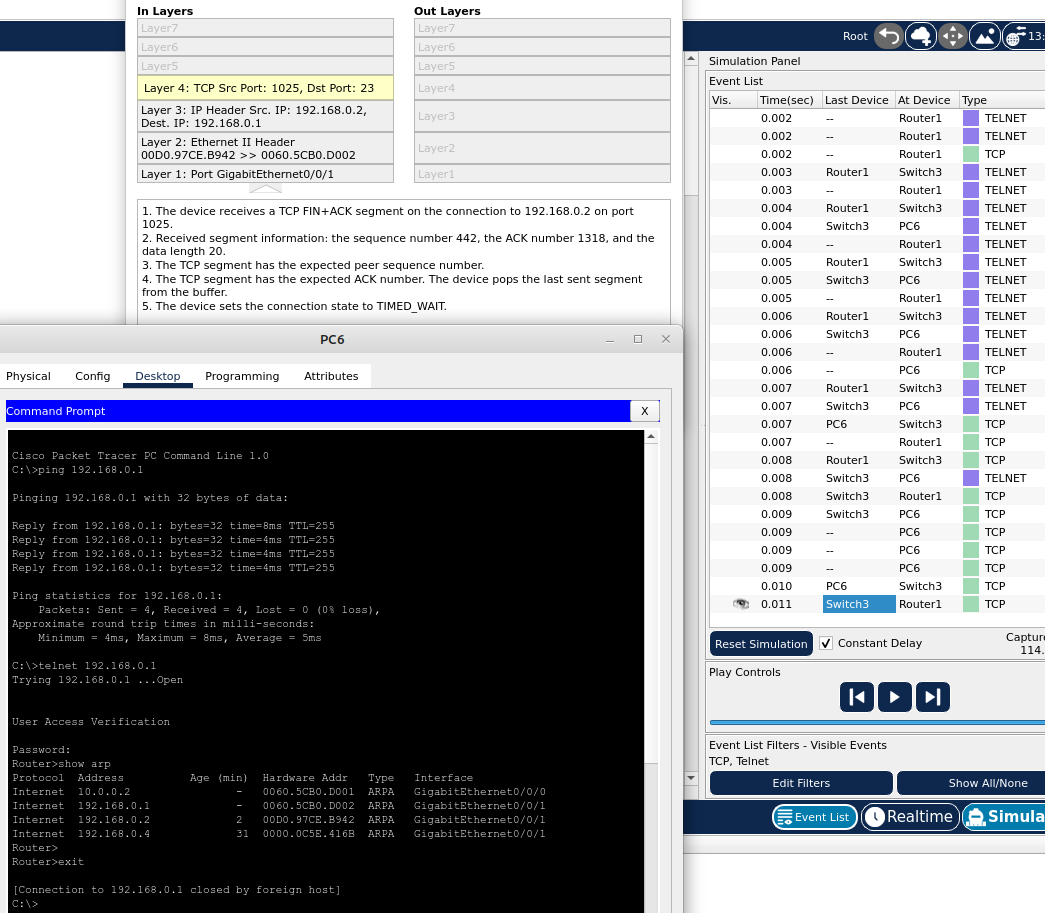 In Layers
Out Layers
Layer7
Layer7
Layer6
Layer6
Layer5
Layer5
Layer 4: TCP Src Port: 1025, Dst Port: 23
Layer4
Layer 3: IP Header Src. IP: 192.168.0.2,
Dest. IP: 192.168.0.1
Layer3
Layer 2: Ethernet II Header
00D0.97CE.B942 >> 0060.5CB0.D002
Layer2
Layer 1: Port GigabitEthernet0/0/1
Layer1
1. The device receives a TCP FIN+ACK segment on the connection to 192.168.0.2 on port
1025.
2. Received segment information: the sequence number 442, the ACK number 1318, and the
data length 20.
3. The TCP segment has the expected peer sequence number.
4. The TCP segment has the expected ACK number. The device pops the last sent segment
from the buffer.
5. The device sets the connection state to TIMED_WAIT.
PC6
Physical Config Desktop Programming Attributes
Command Prompt
X
Cisco Packet Tracer PC Command Line 1.0
C:\>ping 192.168.0.1
Pinging 192.168.0.1 with 32 bytes of data:
Reply from 192.168.0.1: bytes=32 time=8ms TTL=255
Reply from 192.168.0.1: bytes=32 time=4ms TTL=255
Reply from 192.168.0.1: bytes=32 time=4ms TTL=255
Reply from 192.168.0.1: bytes=32 time=4ms TTL=255
Ping statistics for 192.168.0.1:
Packets: Sent = 4, Received = 4, Lost = 0 (0% loss),
Approximate round trip times in milli-seconds:
Minimum = 4ms, Maximum = 8ms, Average = 5ms
C:\>telnet 192.168.0.1
Trying 192.168.0.1 ...Open
User Access Verification
Password:
Router>show arp
Protocol Address Age (min) Hardware Addr Type Interface
Internet 10.0.0.2 - 0060.5CB0.D001 ARPA GigabitEthernet0/0/0
Internet 192.168.0.1 - 0060.5CB0.D002 ARPA GigabitEthernet0/0/1
Internet 192.168.0.2 2 00D0.97CE.B942 ARPA GigabitEthernet0/0/1
Internet 192.168.0.4 31 0000.0C5E.416B ARPA GigabitEthernet0/0/1
Router>
Router>exit
[Connection to 192.168.0.1 closed by foreign host]
C:\>
Root
13:
Simulation Panel
Event List
Vis. Time(sec) Last Device At Device Type
0.002 -- Router1 TELNET
0.002 -- Router1 TELNET
0.002 -- Router1 TCP
0.003 Router1 Switch3 TELNET
0.003 -- Router1 TELNET
0.004 Router1 Switch3 TELNET
0.004 Switch3 PC6 TELNET
0.004 -- Router1 TELNET
0.005 Router1 Switch3 TELNET
0.005 Switch3 PC6 TELNET
0.005 -- Router1 TELNET
0.006 Router1 Switch3 TELNET
0.006 Switch3 PC6 TELNET
0.006 -- Router1 TELNET
0.006 -- PC6 TCP
0.007 Router1 Switch3 TELNET
0.007 Switch3 PC6 TELNET
0.007 PC6 Switch3 TCP
0.007 -- Router1 TCP
0.008 Router1 Switch3 TCP
0.008 Switch3 PC6 TELNET
0.008 Switch3 Router1 TCP
0.009 Switch3 PC6 TCP
0.009 -- PC6 TCP
0.009 -- PC6 TCP
0.009 -- PC6 TCP
0.010 PC6 Switch3 TCP
0.011 Switch3 Router1 TCP
Reset Simulation
Constant Delay
Capture
114.
Play Controls
Event List Filters - Visible Events
TCP, Telnet
Edit Filters
Show All/None
Event List
Realtime
Simula